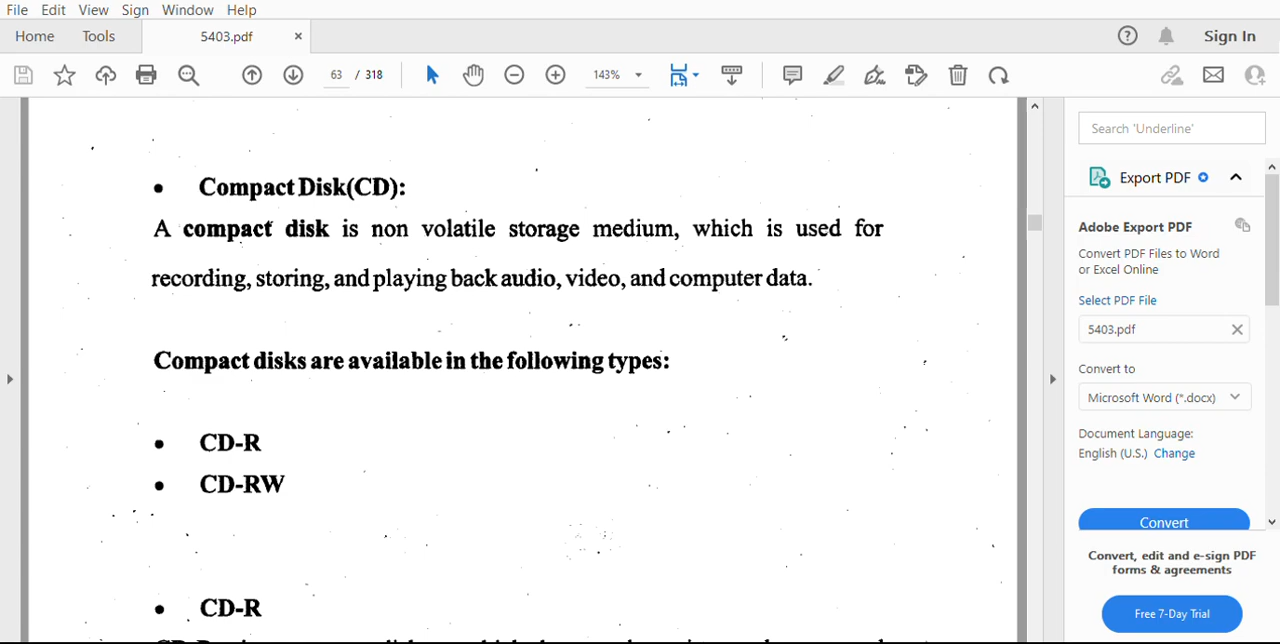 File Edit View Sign Window Help
Home Tools 5403.pdf × Sign In
63 / 318 143%
Search 'Underline'
Export PDF
Adobe Export PDF
Convert PDF Files to Word
or Excel Online
Select PDF File
5403.pdf
Convert to
Microsoft Word (*.docx)
Document Language:
English (U.S.) Change
Convert
Convert, edit and e-sign PDF
forms & agreements
Free 7-Day Trial
• Compact Disk(CD):
A compact disk is non volatile storage medium, which is used for
recording, storing, and playing back audio, video, and computer data.
Compact disks are available in the following types:
• CD-R
• CD-RW
• CD-R